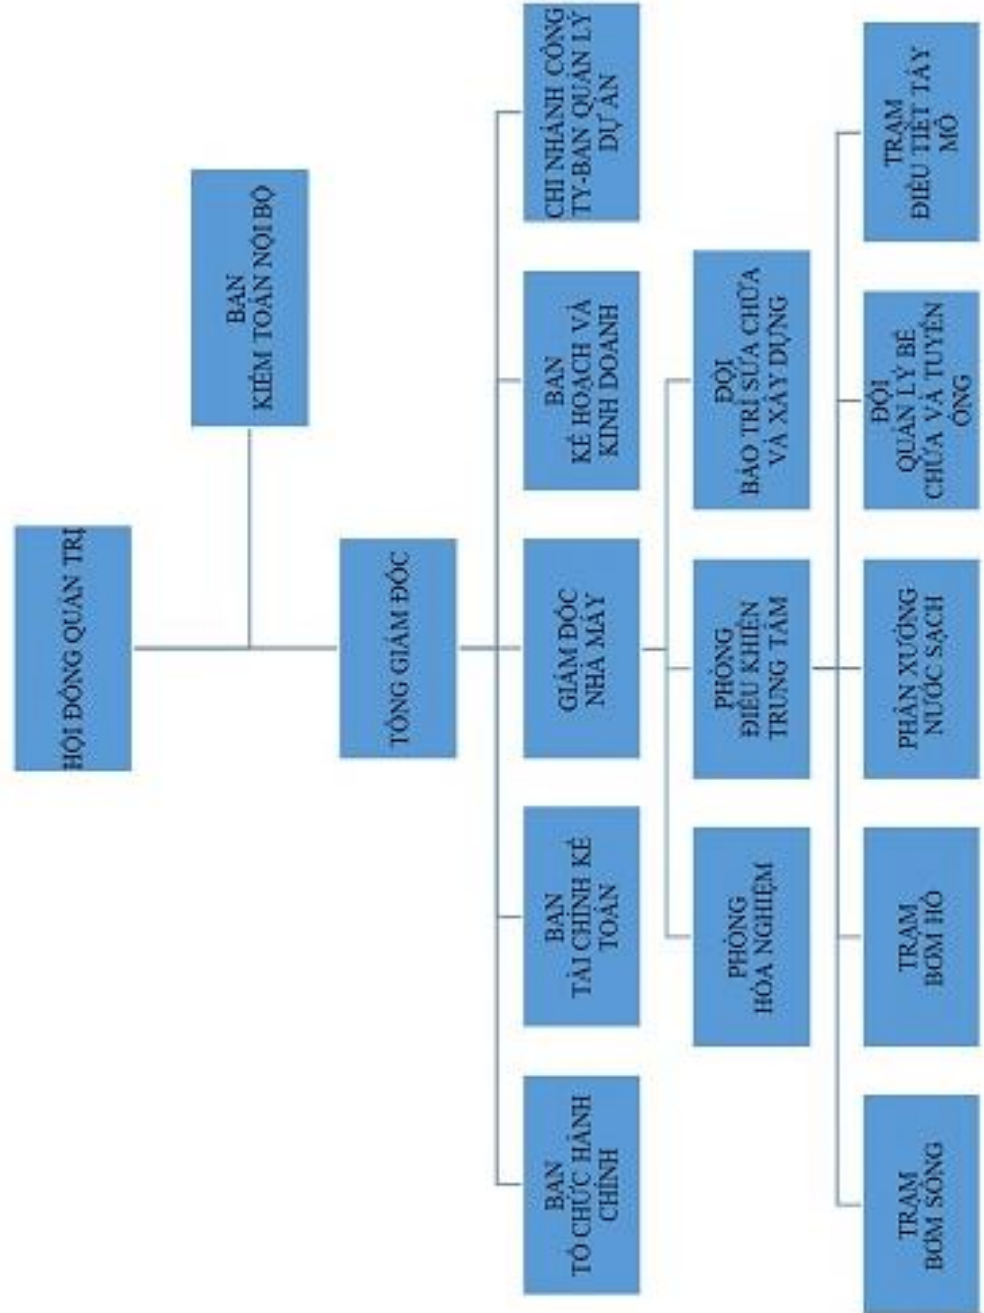 HỘI ĐỒNG QUẢN TRỊ
BAN
KIỂM TOÁN NỘI BỘ
TỔNG GIÁM ĐỐC
BAN
TỔ CHỨC HÀNH
CHÍNH
BAN
TÀI CHÍNH KẾ
TOÁN
GIÁM ĐỐC
NHÀ MÁY
BAN
KẾ HOẠCH VÀ
KINH DOANH
CHI NHÁNH CÔNG
TY-BAN QUẢN LÝ
DỰ ÁN
PHÒNG
HÓA NGHIỆM
PHÒNG
ĐIỀU KHIỂN
TRUNG TÂM
ĐỘI
BẢO TRÌ SỬA CHỮA
VÀ XÂY DỰNG
TRẠM
BƠM SÔNG
TRẠM
BƠM HỒ
PHÂN XƯỞNG
NƯỚC SẠCH
ĐỘI
QUẢN LÝ BỂ
CHỨA VÀ TUYẾN
ỐNG
TRẠM
ĐIỀU TIẾT TÂY
MỖ